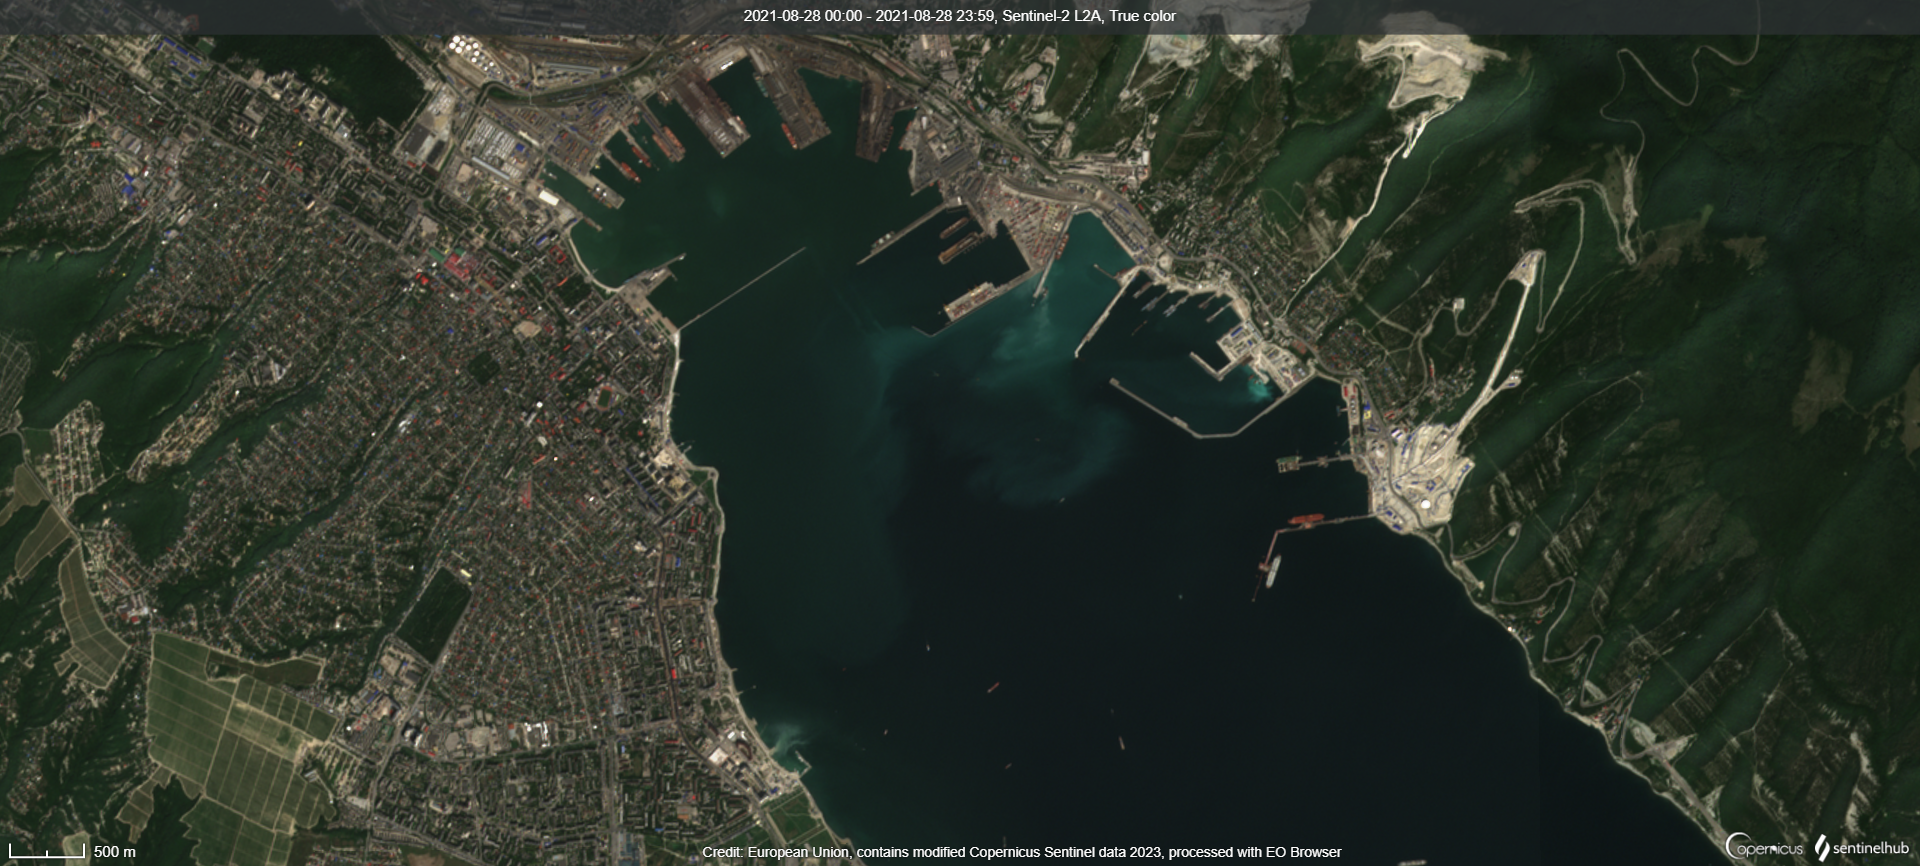 2021-08-28 00:00 - 2021-08-28 23:59, Sentinel-2 L2A, True color
500 m
Credit: European Union, contains modified Copernicus Sentinel data 2023, processed with EO Browser
opernicus
sentinelhub